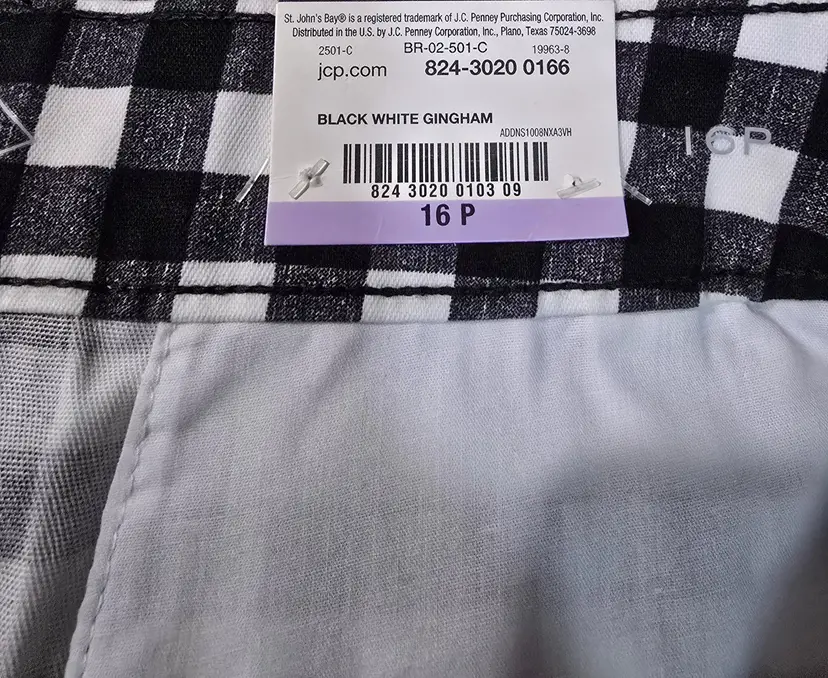 St. John's Bay® is a registered trademark of J.C. Penney Purchasing Corporation, Inc.
Distributed in the U.S. by J.C. Penney Corporation, Inc., Plano, Texas 75024-3698
2501-C BR-02-501-C 19963-8
jcp.com 824-3020 0166
BLACK WHITE GINGHAM
ADDNS1008NXA3VH
824 3020 0103 09
16 P
16P